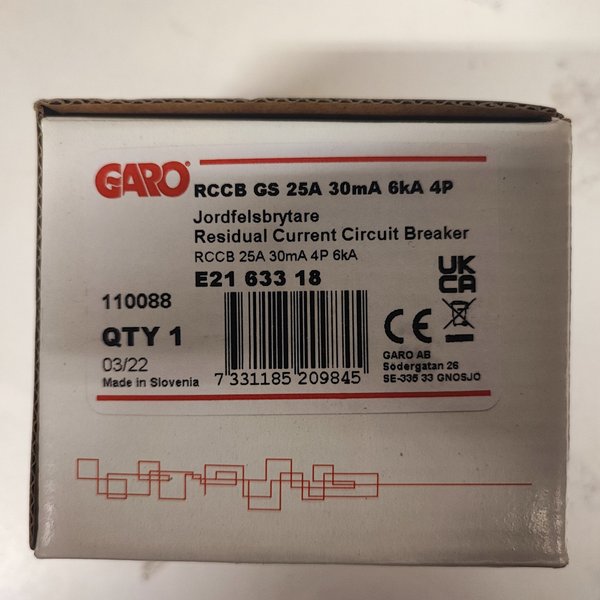 GARO
RCCB GS 25A 30mA 6kA 4P
Jordfelsbrytare
Residual Current Circuit Breaker
RCCB 25A 30mA 4P 6kA
E21 633 18
UK
CA
110088
QTY 1
03/22
Made in Slovenia
7 331185 209845
CE
GARO AB
Södergatan 26
SE-335 33 GNOSJÖ